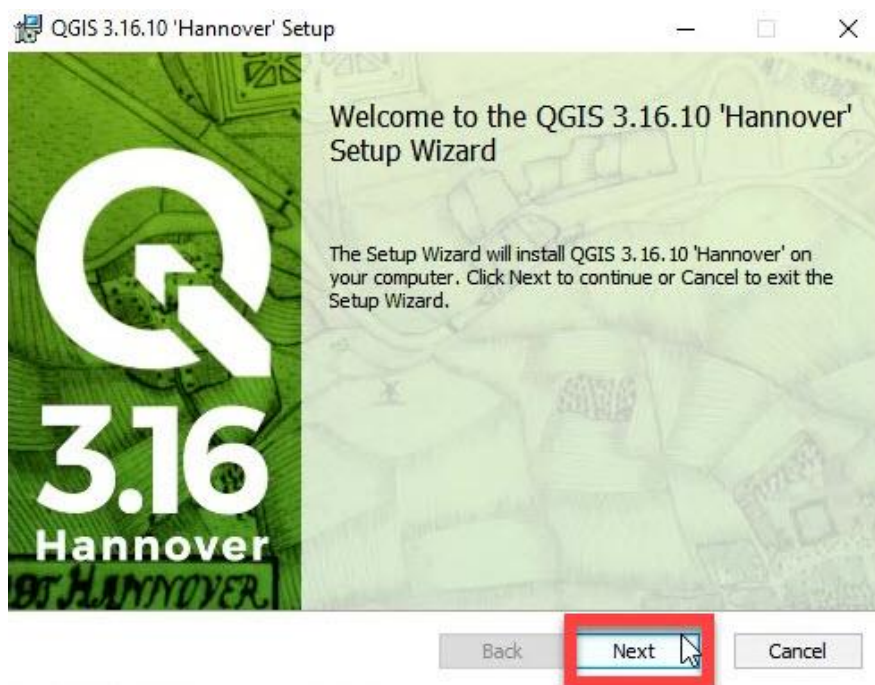 QGIS 3.16.10 'Hannover' Setup
Welcome to the QGIS 3.16.10 'Hannover'
Setup Wizard
The Setup Wizard will install QGIS 3.16.10 'Hannover' on
your computer. Click Next to continue or Cancel to exit the
Setup Wizard.
3.16
Hannover
HANNOVER
Back
Next
Cancel